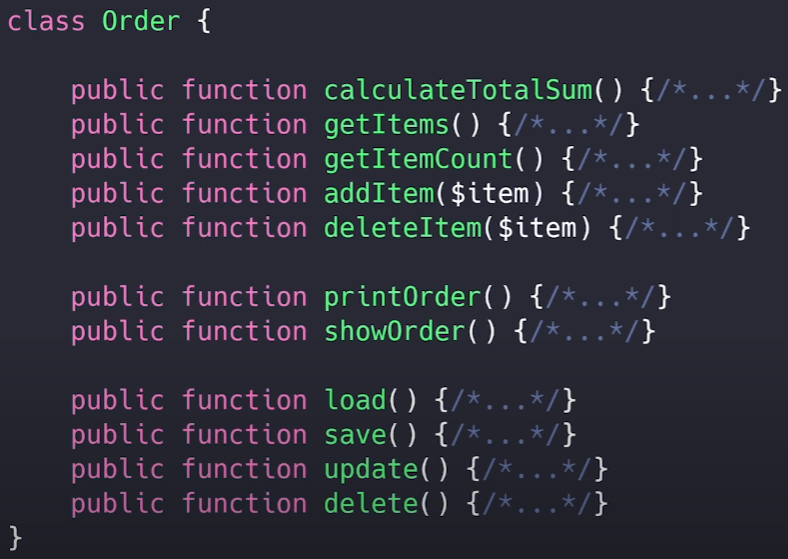 class Order {
    public function calculateTotalSum() {/*...*/}
    public function getItems() {/*...*/}
    public function getItemCount() {/*...*/}
    public function addItem($item) {/*...*/}
    public function deleteItem($item) {/*...*/}
    public function printOrder() {/*...*/}
    public function showOrder() {/*...*/}
    public function load() {/*...*/}
    public function save() {/*...*/}
    public function update() {/*...*/}
    public function delete() {/*...*/}
}